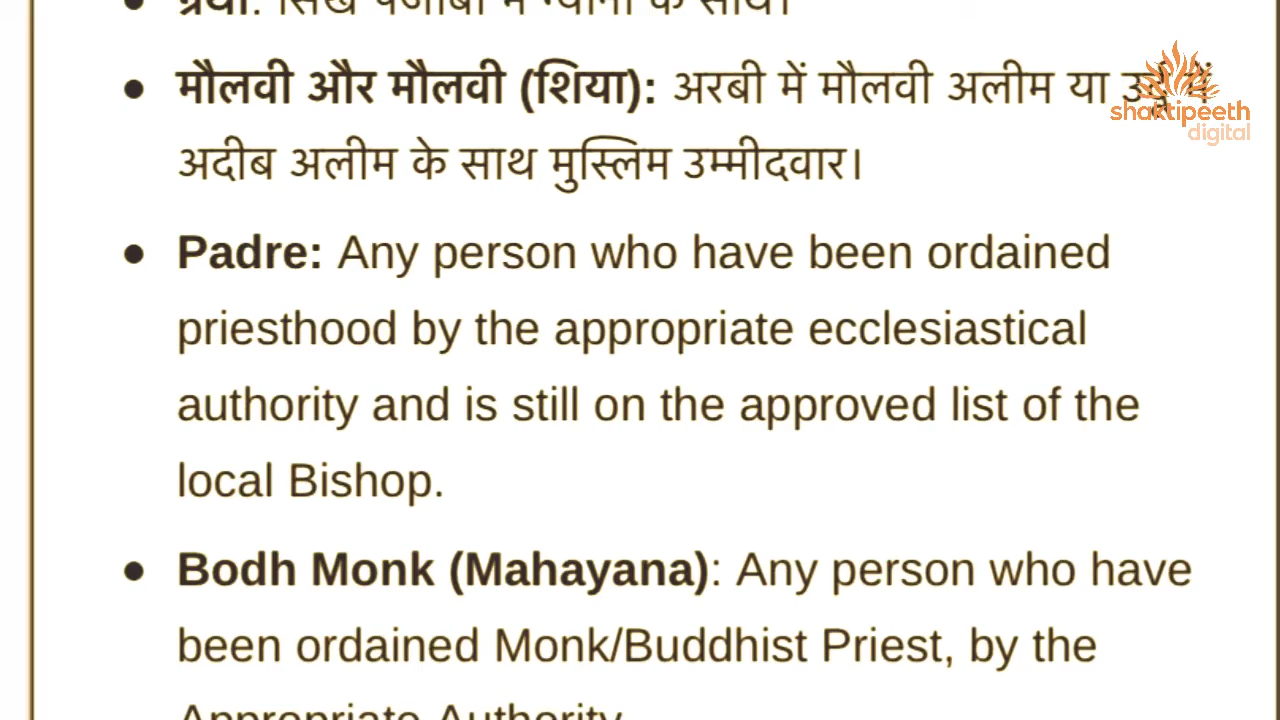 मौलवी और मौलवी (शिया): अरबी में मौलवी अलीम या
अदीब अलीम के साथ मुस्लिम उम्मीदवार।
Padre: Any person who have been ordained
priesthood by the appropriate ecclesiastical
authority and is still on the approved list of the
local Bishop.
Bodh Monk (Mahayana): Any person who have
been ordained Monk/Buddhist Priest, by the
Appropriate Authority.
shaktipeeth
digital